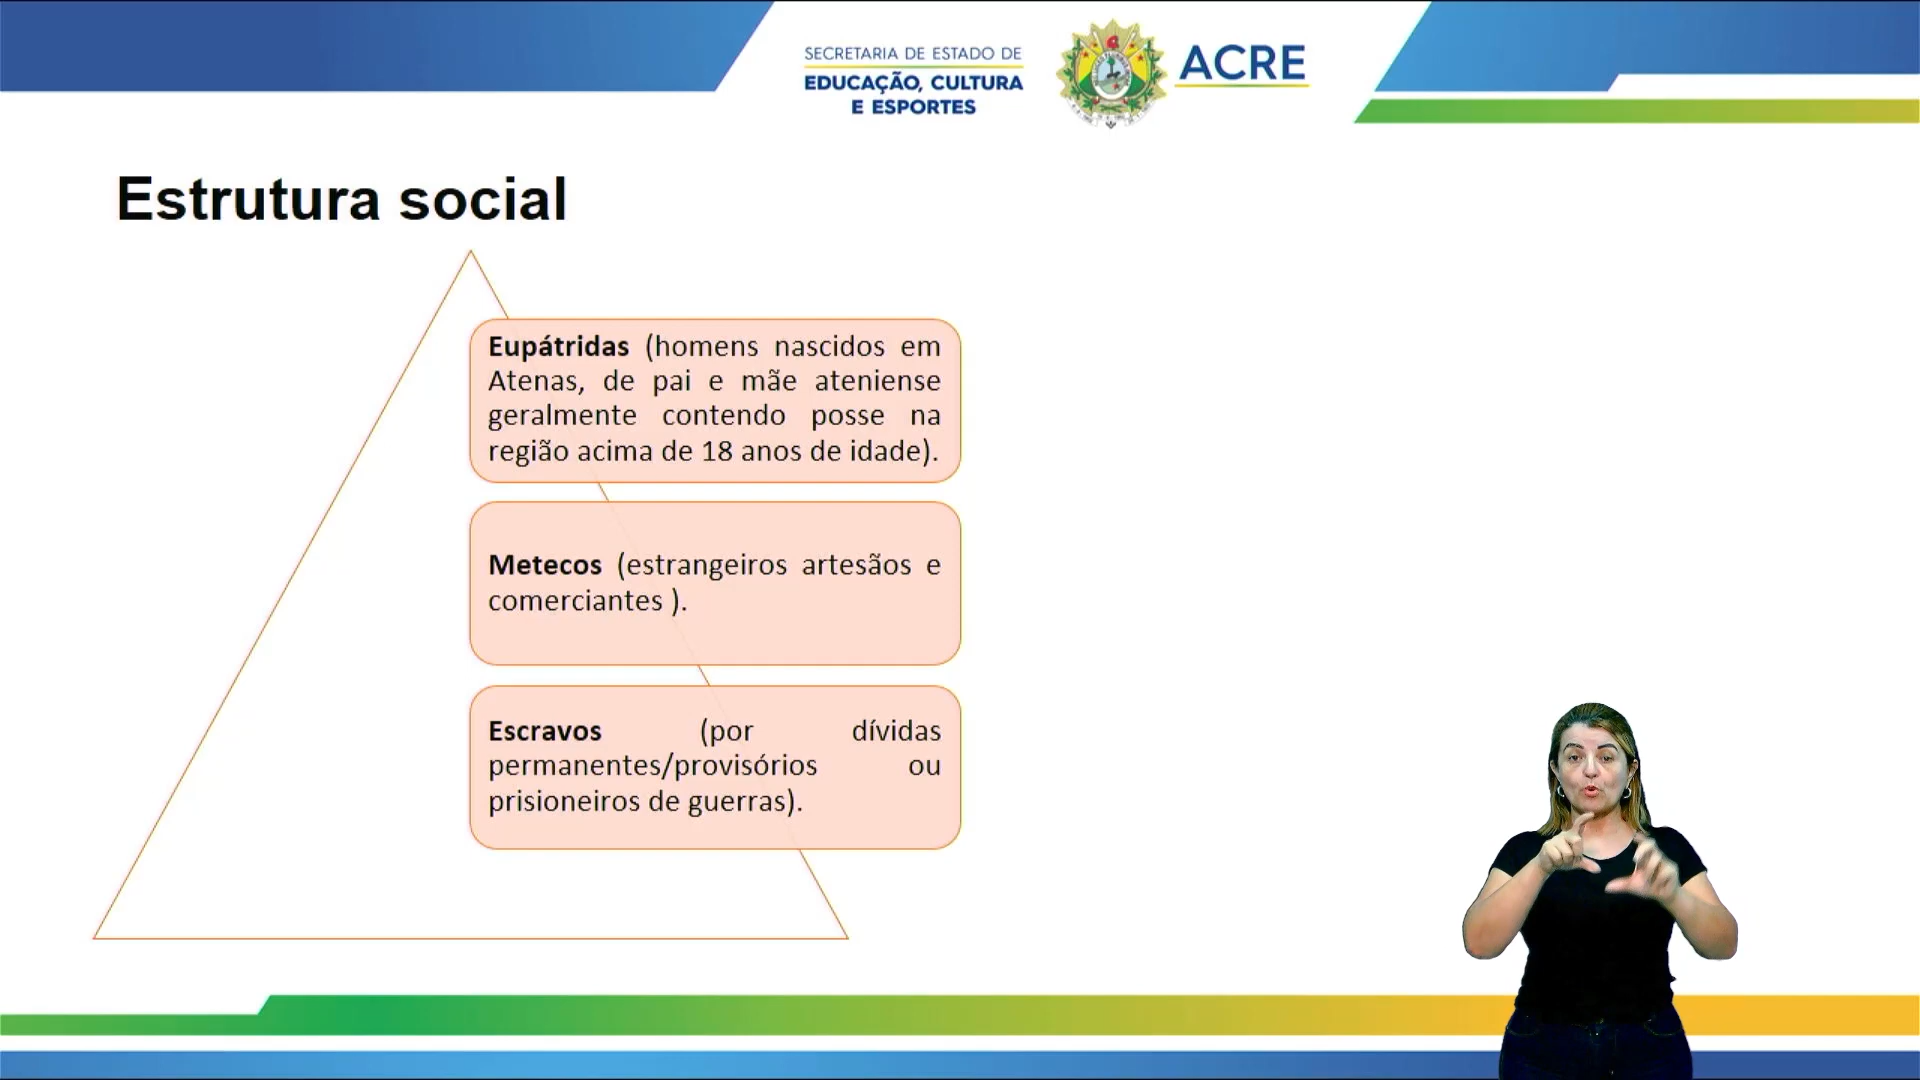 SECRETARIA DE ESTADO DE
EDUCAÇÃO, CULTURA
E ESPORTES
ACRE
Estrutura social
Eupátridas (homens nascidos em
Atenas, de pai e mãe ateniense
geralmente contendo posse na
região acima de 18 anos de idade).
Metecos (estrangeiros artesãos e
comerciantes ).
Escravos (por dívidas
permanentes/provisórios ou
prisioneiros de guerras).